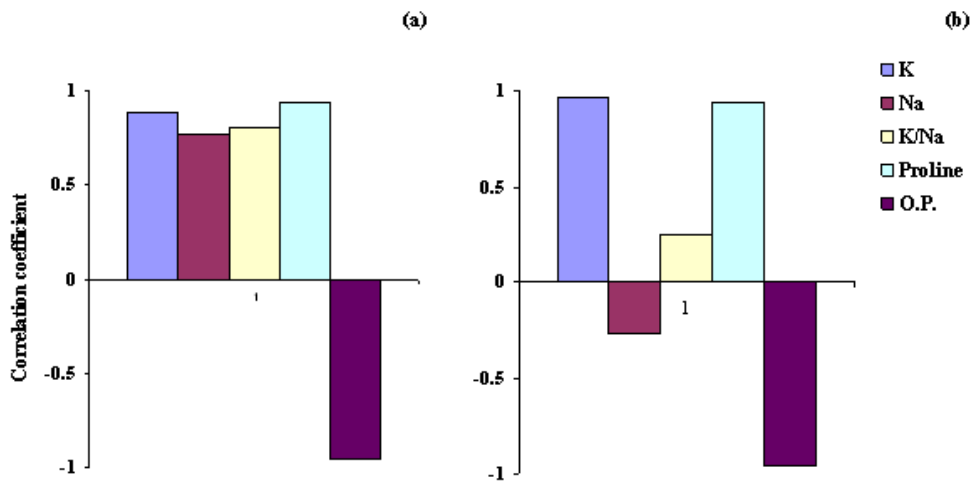 (a)
(b)
Correlation coefficient
1
0.5
0
-0.5
-1
1
1
0.5
0
-0.5
-1
1
K
Na
K/Na
Proline
O.P.